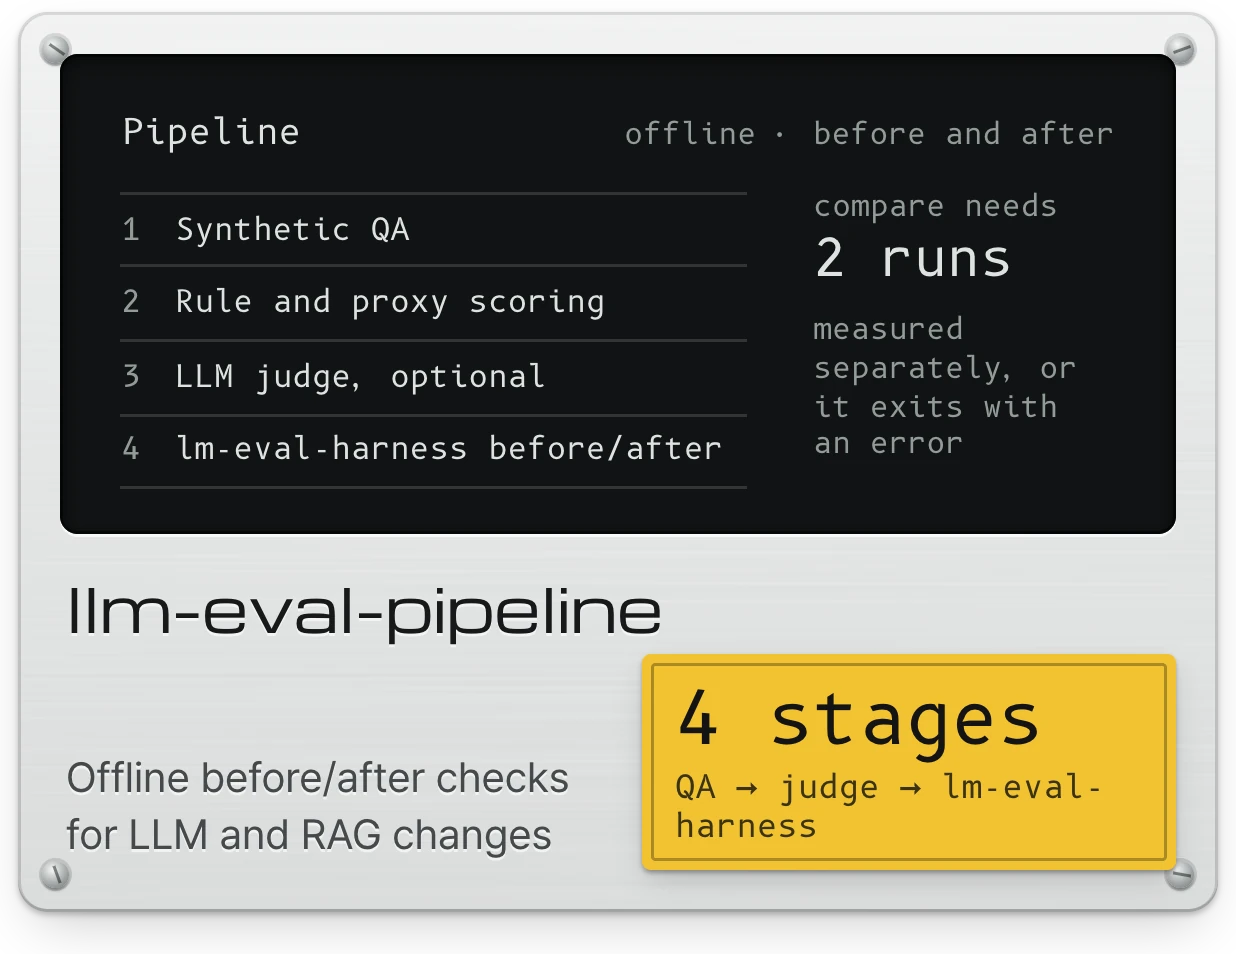 Pipeline
offline · before and after
1 Synthetic QA
2 Rule and proxy scoring
3 LLM judge, optional
4 lm-eval-harness before/after
compare needs
2 runs
measured
separately, or
it exits with
an error
llm-eval-pipeline
Offline before/after checks
for LLM and RAG changes
4 stages
QA → judge → lm-eval-
harness